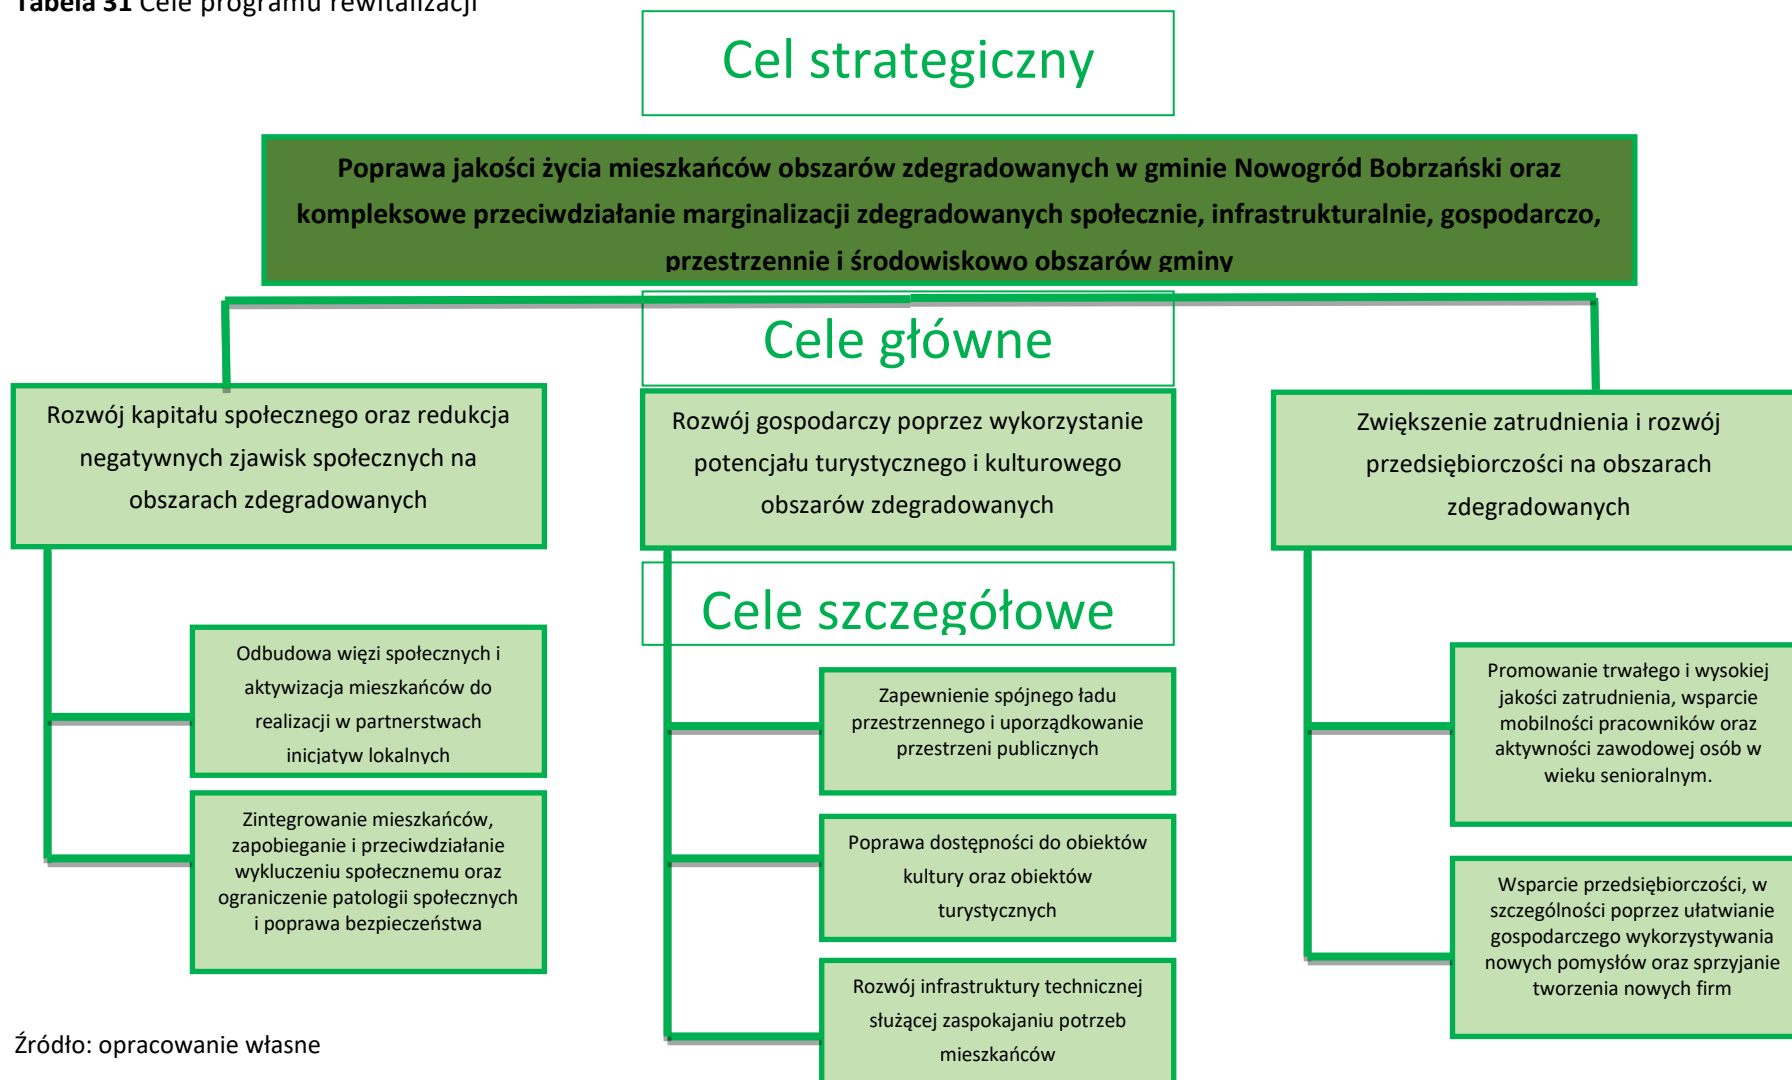 Tabela 31 Cele programu rewitalizacji
Cel strategiczny
Poprawa jakości życia mieszkańców obszarów zdegradowanych w gminie Nowogród Bobrzański oraz
kompleksowe przeciwdziałanie marginalizacji zdegradowanych społecznie, infrastrukturalnie, gospodarczo,
przestrzennie i środowiskowo obszarów gminy
Cele główne
Rozwój kapitału społecznego oraz redukcja
negatywnych zjawisk społecznych na
obszarach zdegradowanych
Rozwój gospodarczy poprzez wykorzystanie
potencjału turystycznego i kulturowego
obszarów zdegradowanych
Zwiększenie zatrudnienia i rozwój
przedsiębiorczości na obszarach
zdegradowanych
Cele szczegółowe
Odbudowa więzi społecznych i
aktywizacja mieszkańców do
realizacji w partnerstwach
inicjatyw lokalnych
Zintegrowanie mieszkańców,
zapobieganie i przeciwdziałanie
wykluczeniu społecznemu oraz
ograniczenie patologii społecznych
i poprawa bezpieczeństwa
Zapewnienie spójnego ładu
przestrzennego i uporządkowanie
przestrzeni publicznych
Poprawa dostępności do obiektów
kultury oraz obiektów
turystycznych
Rozwój infrastruktury technicznej
służącej zaspokajaniu potrzeb
mieszkańców
Promowanie trwałego i wysokiej
jakości zatrudnienia, wsparcie
mobilności pracowników oraz
aktywności zawodowej osób w
wieku senioralnym.
Wsparcie przedsiębiorczości, w
szczególności poprzez ułatwianie
gospodarczego wykorzystywania
nowych pomysłów oraz sprzyjanie
tworzenia nowych firm
Źródło: opracowanie własne